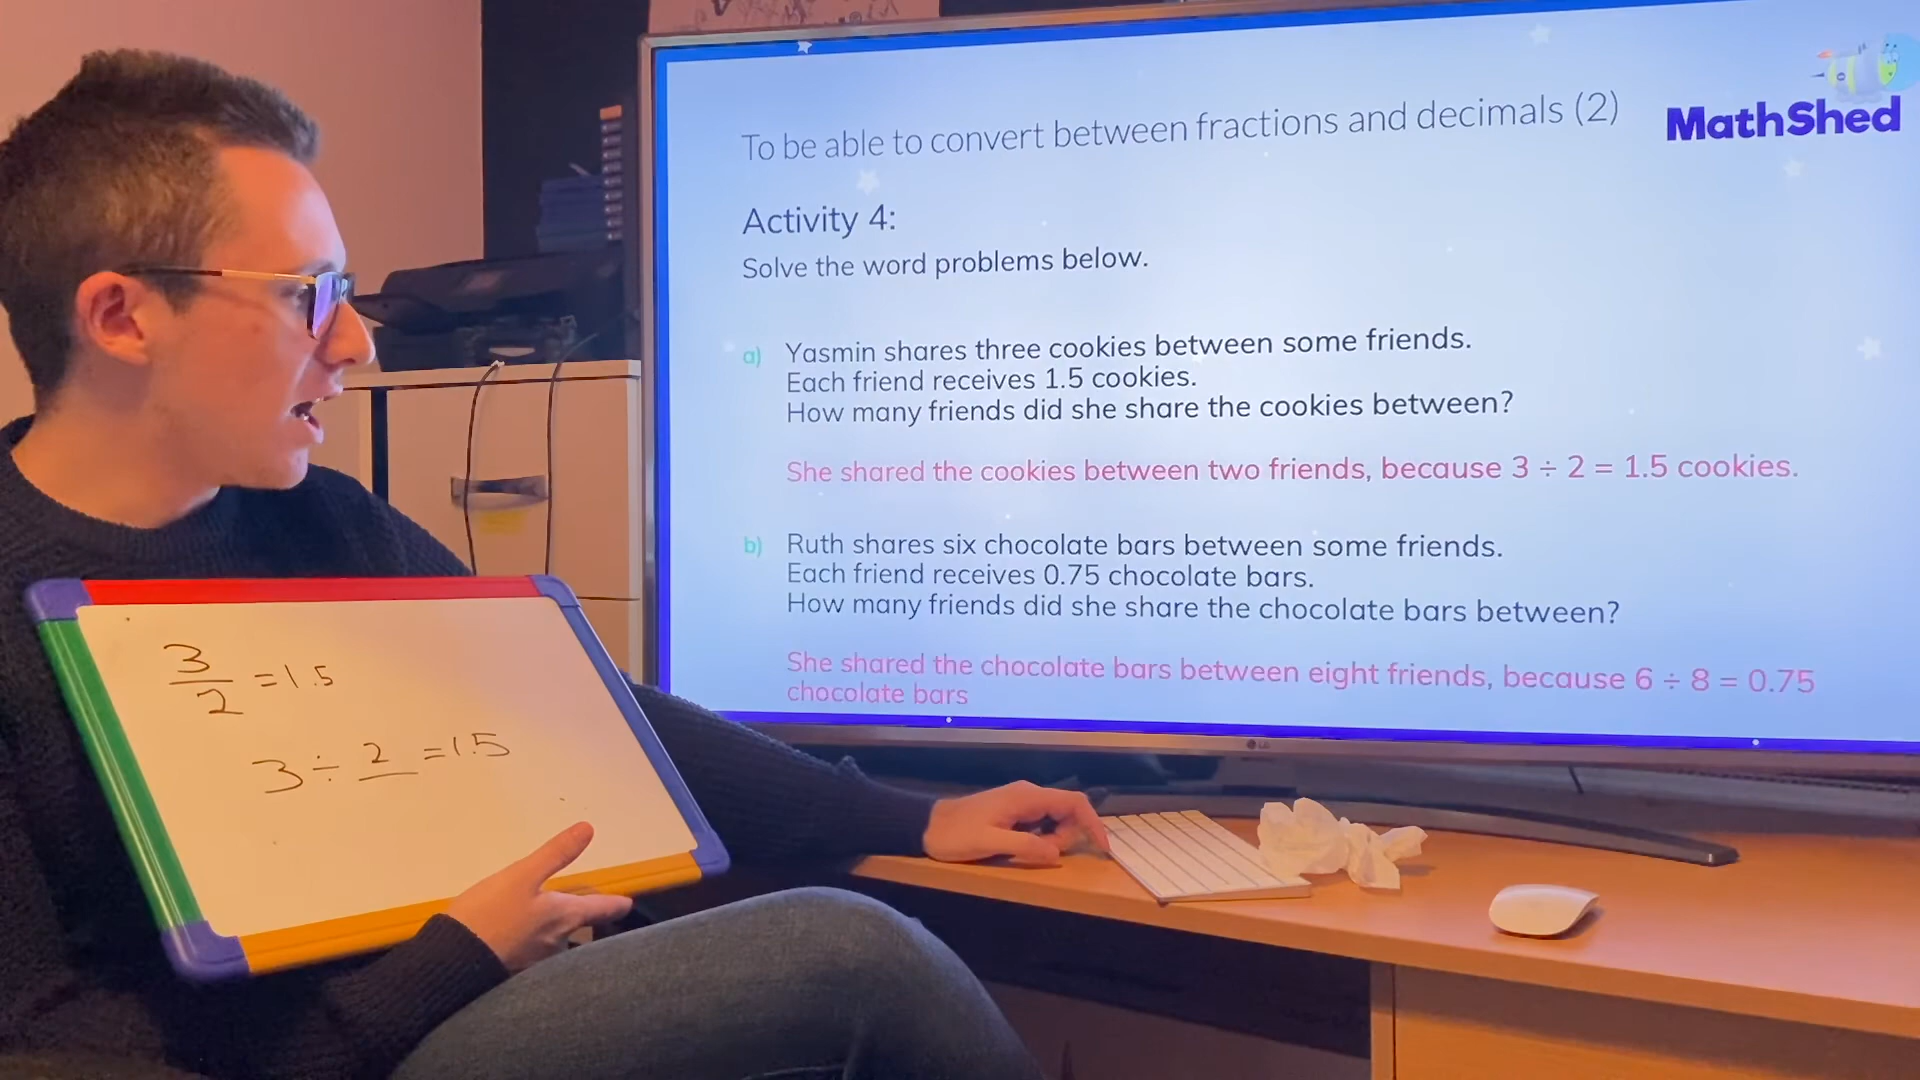 To be able to convert between fractions and decimals (2)
MathShed
Activity 4:
Solve the word problems below.
a) Yasmin shares three cookies between some friends.
Each friend receives 1.5 cookies.
How many friends did she share the cookies between?
She shared the cookies between two friends, because 3 ÷ 2 = 1.5 cookies.
b) Ruth shares six chocolate bars between some friends.
Each friend receives 0.75 chocolate bars.
How many friends did she share the chocolate bars between?
She shared the chocolate bars between eight friends, because 6 ÷ 8 = 0.75
chocolate bars
LG
3/2 = 1.5
3 ÷ 2 = 1.5